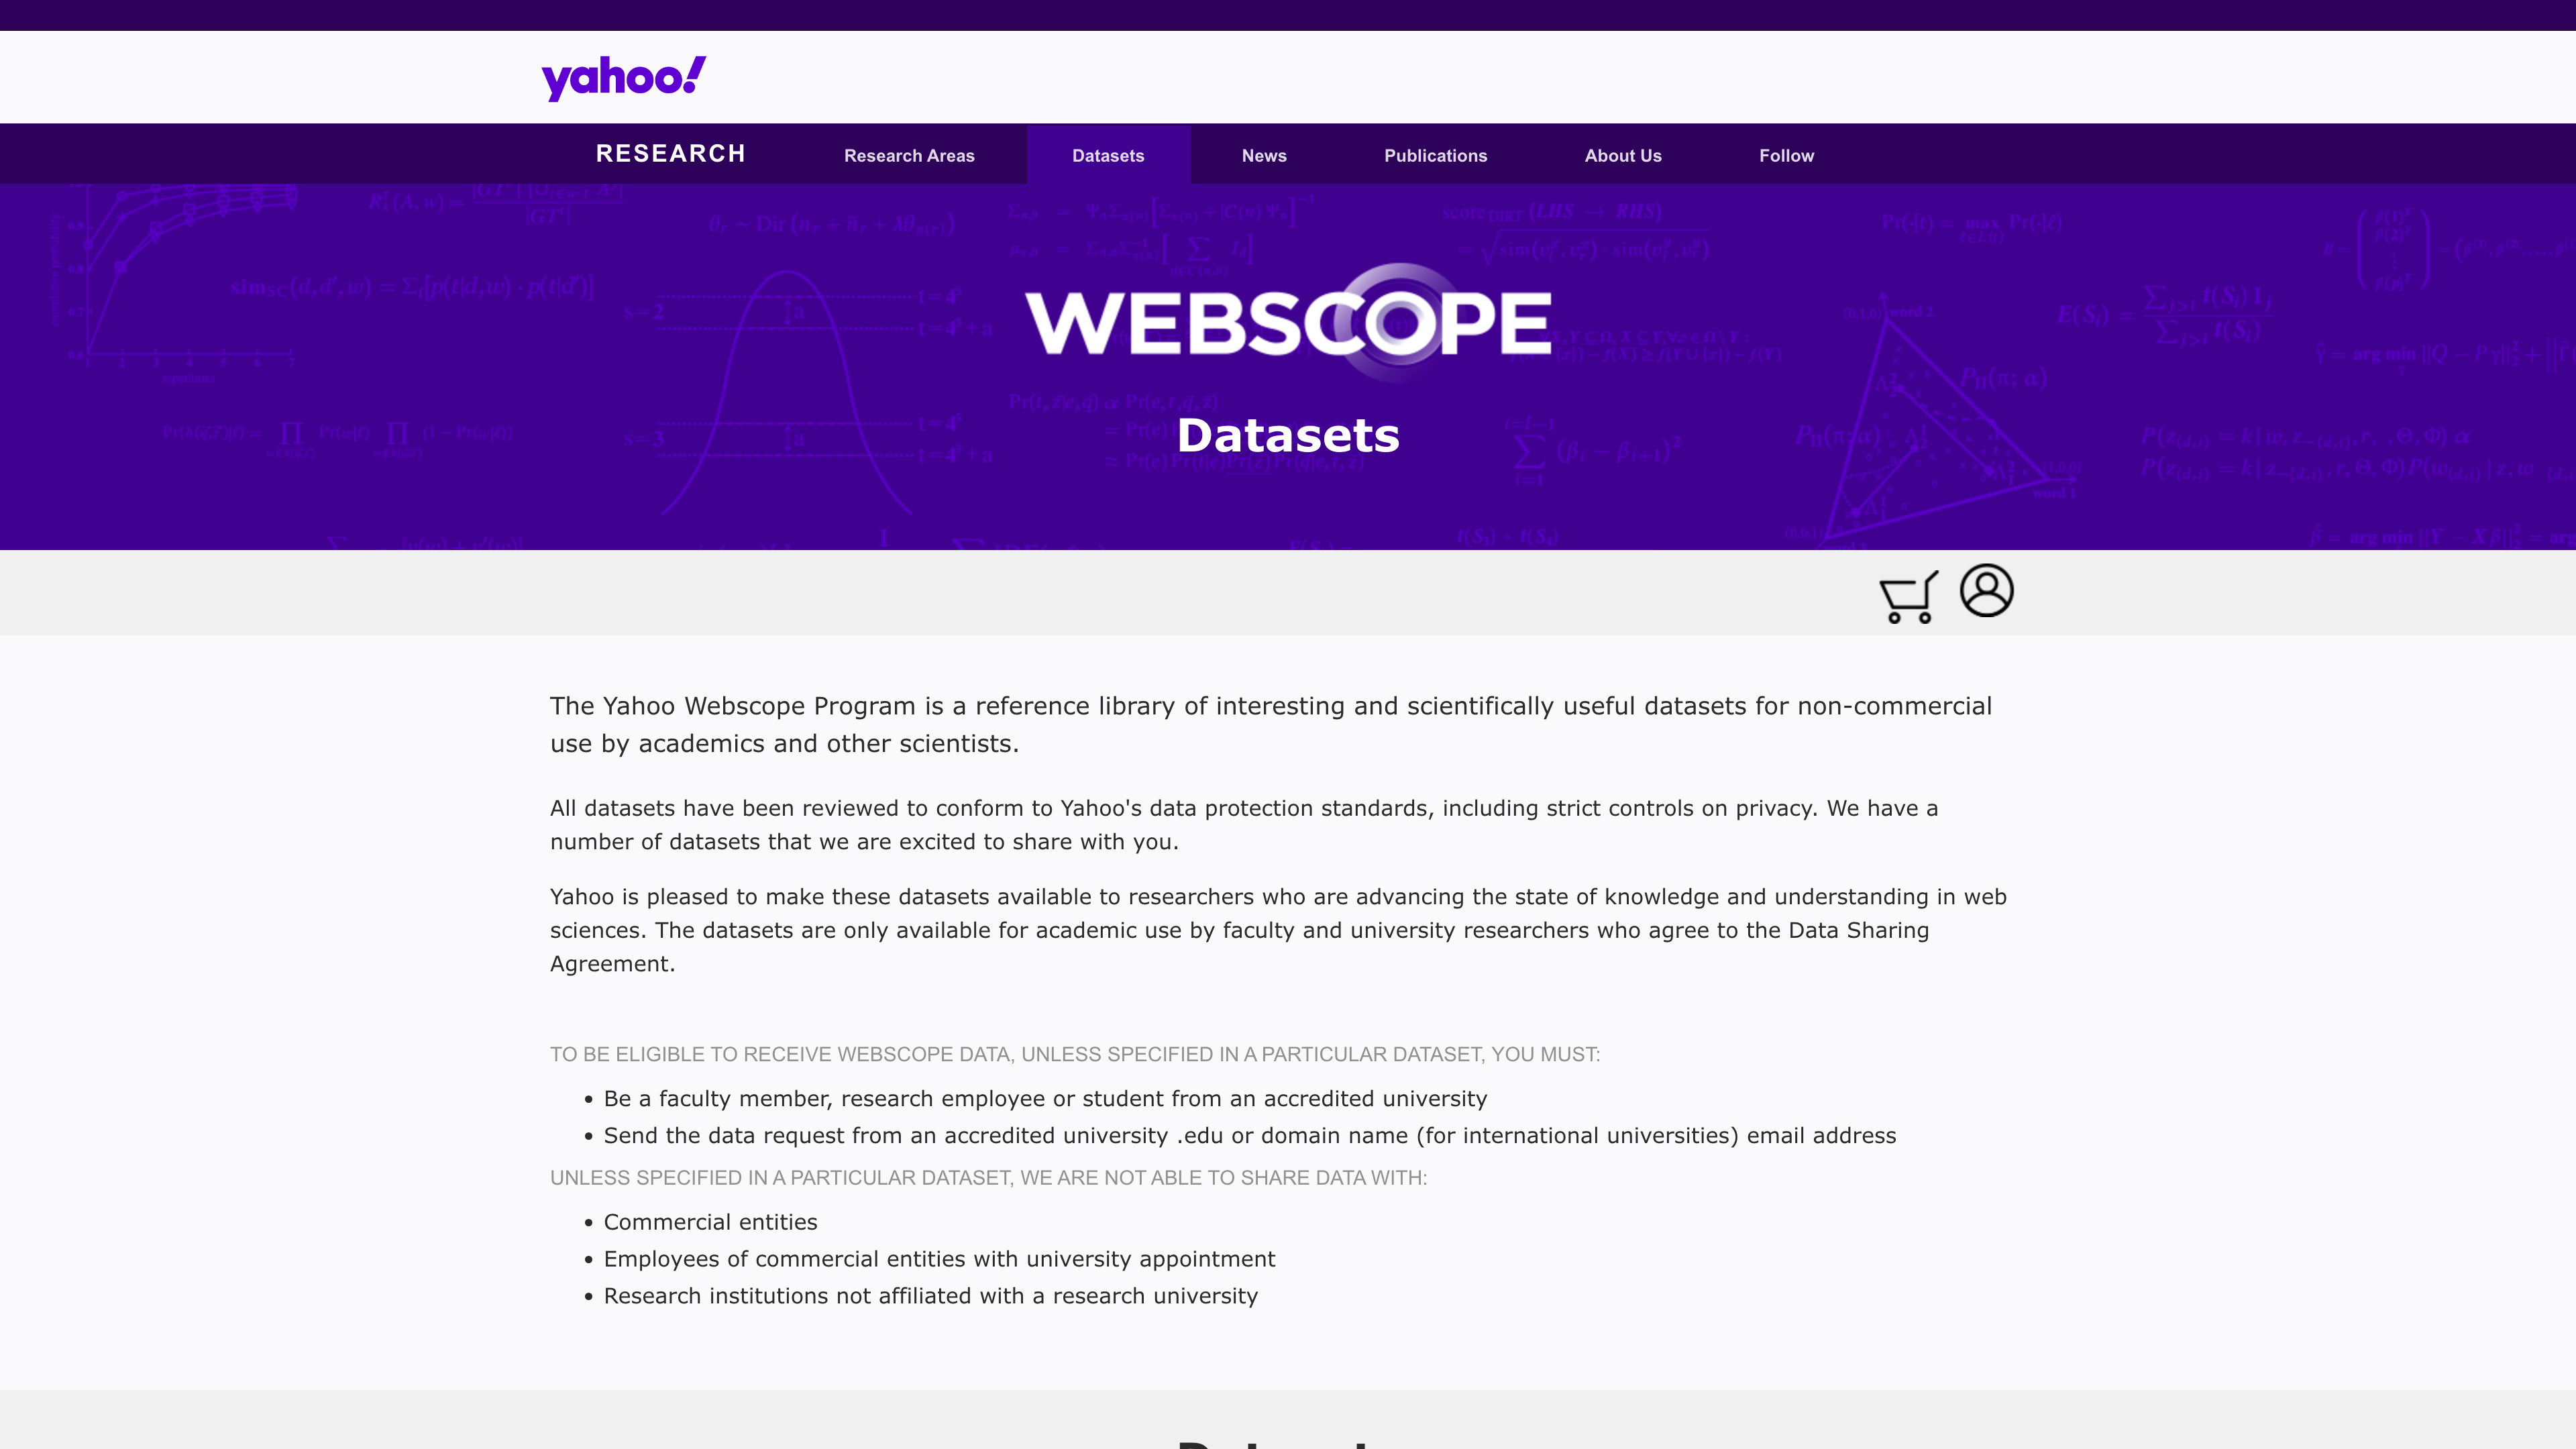 yahoo!
RESEARCH
Research Areas
Datasets
News
Publications
About Us
Follow
WEBSCOPE
Datasets
The Yahoo Webscope Program is a reference library of interesting and scientifically useful datasets for non-commercial
use by academics and other scientists.
All datasets have been reviewed to conform to Yahoo's data protection standards, including strict controls on privacy. We have a
number of datasets that we are excited to share with you.
Yahoo is pleased to make these datasets available to researchers who are advancing the state of knowledge and understanding in web
sciences. The datasets are only available for academic use by faculty and university researchers who agree to the Data Sharing
Agreement.
TO BE ELIGIBLE TO RECEIVE WEBSCOPE DATA, UNLESS SPECIFIED IN A PARTICULAR DATASET, YOU MUST:
• Be a faculty member, research employee or student from an accredited university
• Send the data request from an accredited university .edu or domain name (for international universities) email address
UNLESS SPECIFIED IN A PARTICULAR DATASET, WE ARE NOT ABLE TO SHARE DATA WITH:
• Commercial entities
• Employees of commercial entities with university appointment
• Research institutions not affiliated with a research university